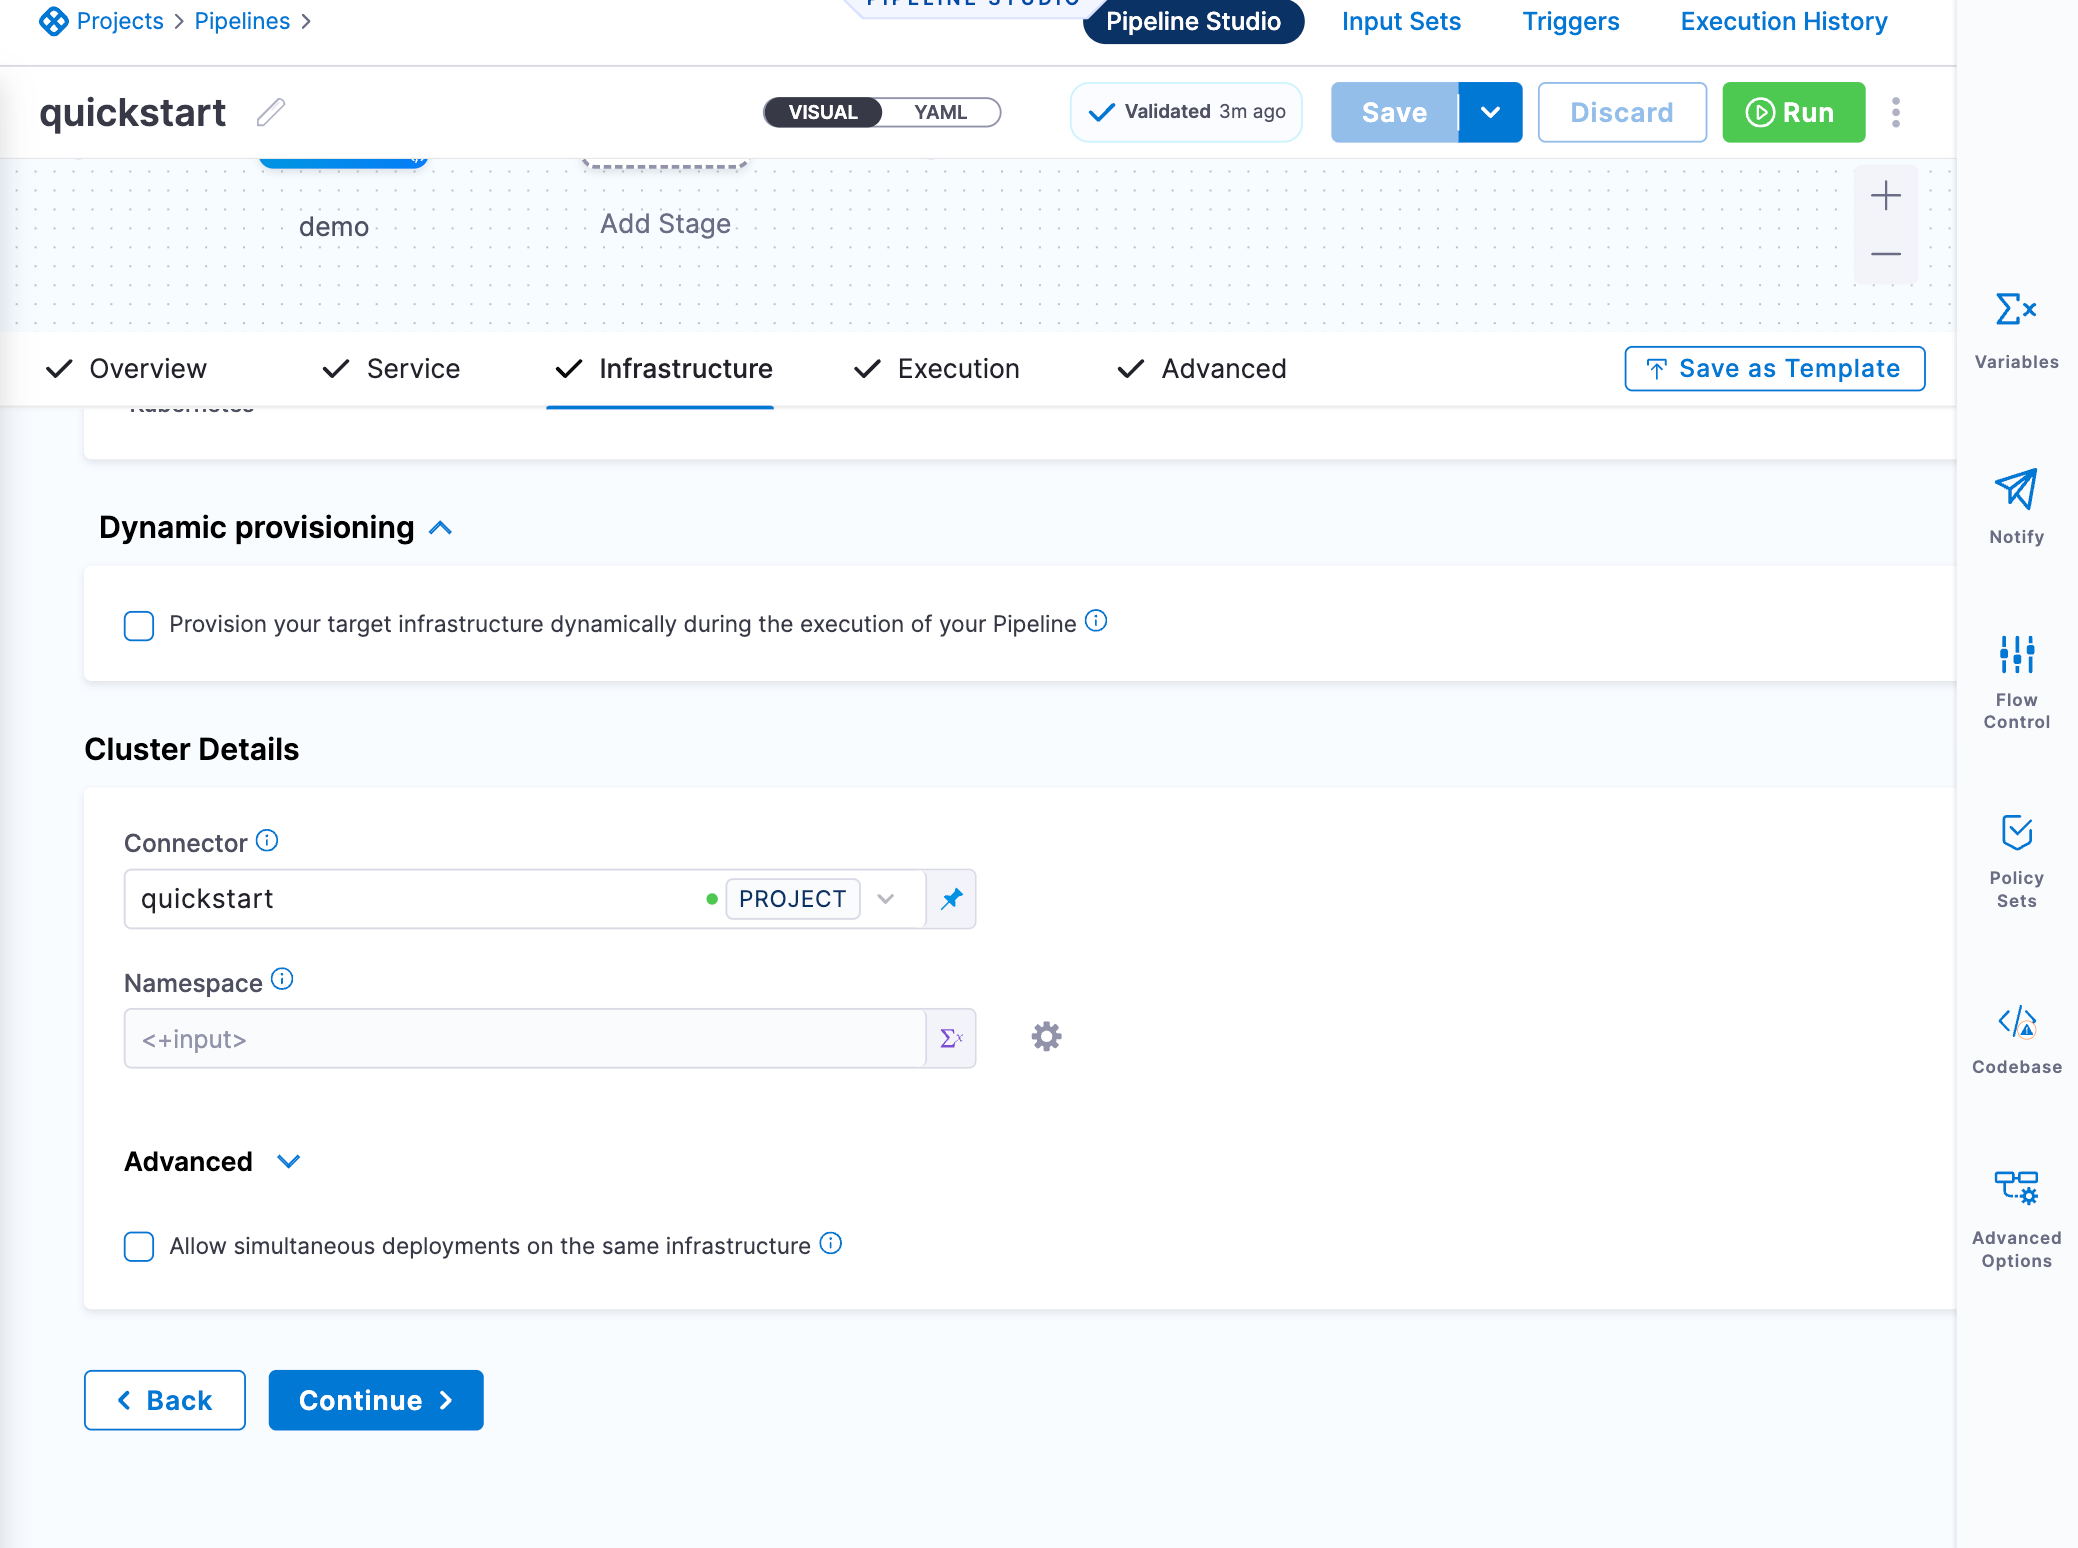 Projects > Pipelines >
PIPELINE STUDIO
Pipeline Studio
Input Sets
Triggers
Execution History
quickstart
VISUAL
YAML
Validated 3m ago
Save
Discard
Run
demo
Add Stage
Overview
Service
Infrastructure
Execution
Advanced
Save as Template
Kubernetes
Dynamic provisioning
Provision your target infrastructure dynamically during the execution of your Pipeline
Cluster Details
Connector
quickstart
PROJECT
Namespace
<+input>
Advanced
Allow simultaneous deployments on the same infrastructure
Back
Continue
Variables
Notify
Flow
Control
Policy
Sets
Codebase
Advanced
Options